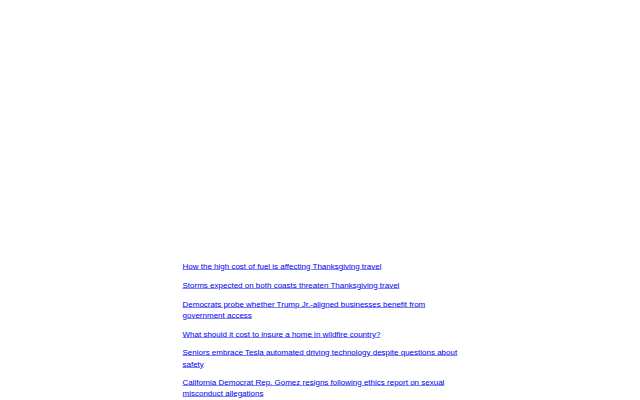 How the high cost of fuel is affecting Thanksgiving travel
Storms expected on both coasts threaten Thanksgiving travel
Democrats probe whether Trump Jr.-aligned businesses benefit from
government access
What should it cost to insure a home in wildfire country?
Seniors embrace Tesla automated driving technology despite questions about
safety
California Democrat Rep. Gomez resigns following ethics report on sexual
misconduct allegations